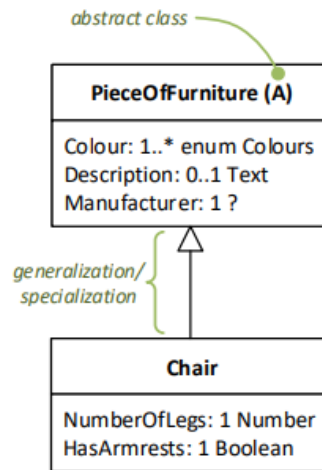 abstract class
PieceOfFurniture (A)
Colour: 1..* enum Colours
Description: 0..1 Text
Manufacturer: 1 ?
generalization/
specialization
Chair
NumberOfLegs: 1 Number
HasArmrests: 1 Boolean